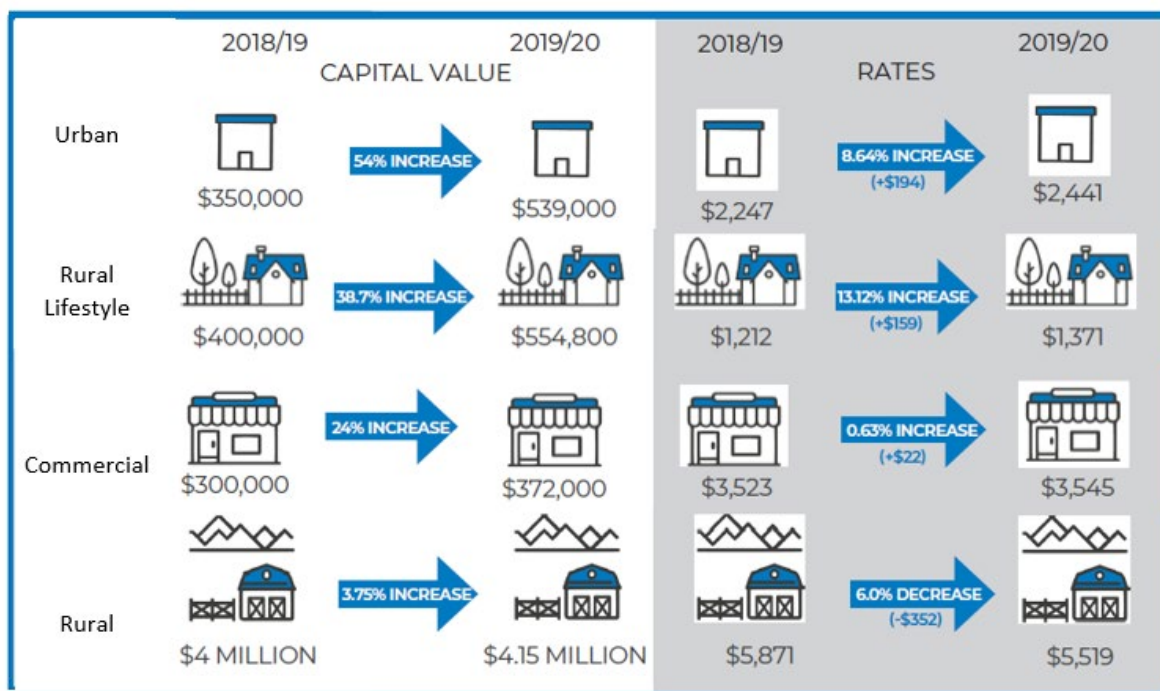 2018/19 2019/20 2018/19 2019/20
CAPITAL VALUE RATES
Urban
54% INCREASE 8.64% INCREASE
(+$194)
$350,000 $539,000 $2,247 $2,441
Rural
Lifestyle
38.7% INCREASE 13.12% INCREASE
(+$159)
$400,000 $554,800 $1,212 $1,371
24% INCREASE 0.63% INCREASE
(+$22)
Commercial
$300,000 $372,000 $3,523 $3,545
3.75% INCREASE 6.0% DECREASE
(-$352)
Rural
$4 MILLION $4.15 MILLION $5,871 $5,519